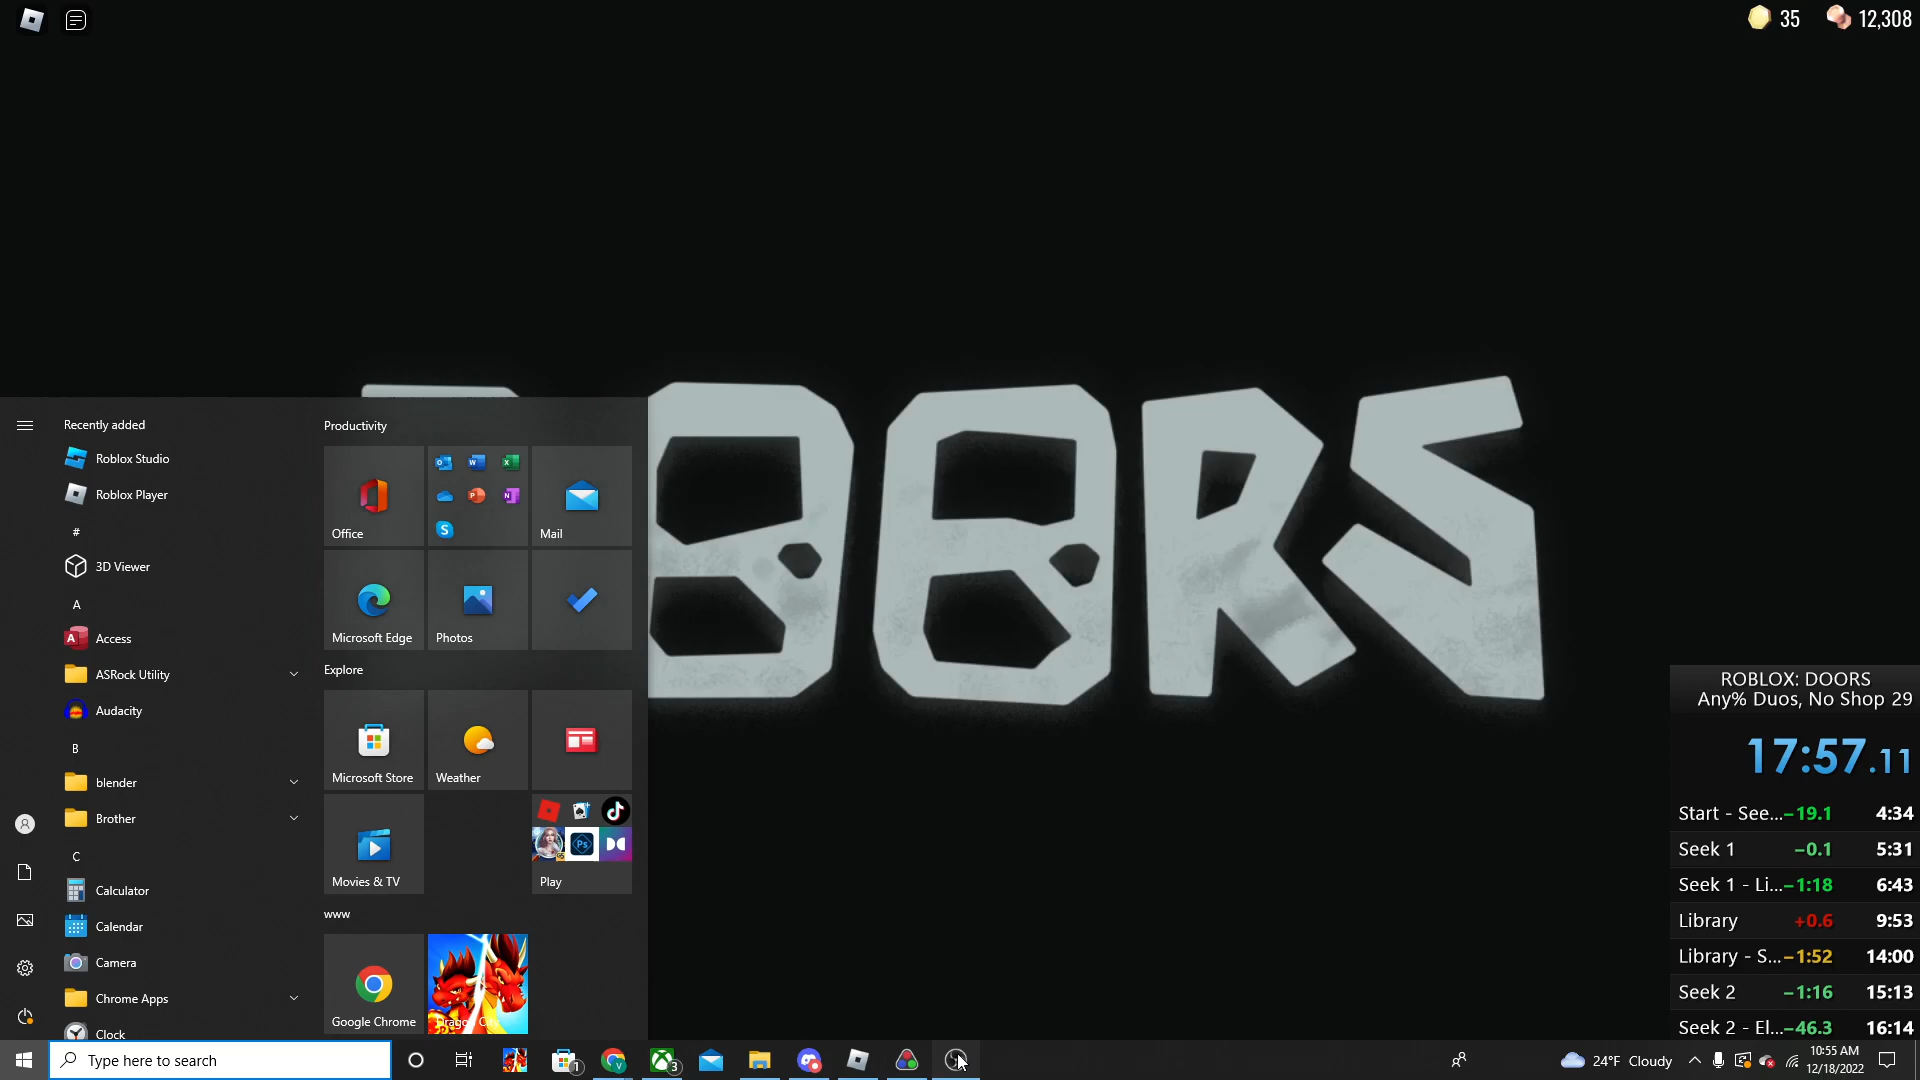 35
12,308
DOORS
Recently added
Roblox Studio
Roblox Player
#
3D Viewer
A
Access
ASRock Utility
Audacity
B
blender
Brother
C
Calculator
Calendar
Camera
Chrome Apps
Clock
Productivity
Office
Mail
Microsoft Edge
Photos
Explore
Microsoft Store
Weather
Movies & TV
Play
www
Google Chrome
ROBLOX: DOORS
Any% Duos, No Shop 29
17:57.11
Start - See... −19.1 4:34
Seek 1 −0.1 5:31
Seek 1 - Li... −1:18 6:43
Library +0.6 9:53
Library - S... −1:52 14:00
Seek 2 −1:16 15:13
Seek 2 - El... −46.3 16:14
Type here to search
1
V
3
24°F Cloudy
10:55 AM
12/18/2022